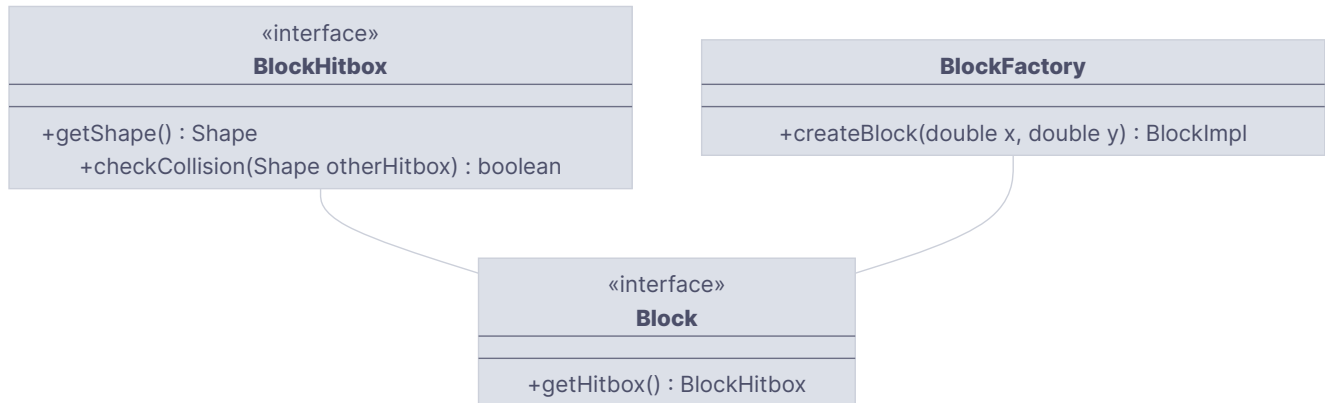 «interface»
BlockHitbox
+getShape() : Shape
+checkCollision(Shape otherHitbox) : boolean
BlockFactory
+createBlock(double x, double y) : BlockImpl
«interface»
Block
+getHitbox() : BlockHitbox